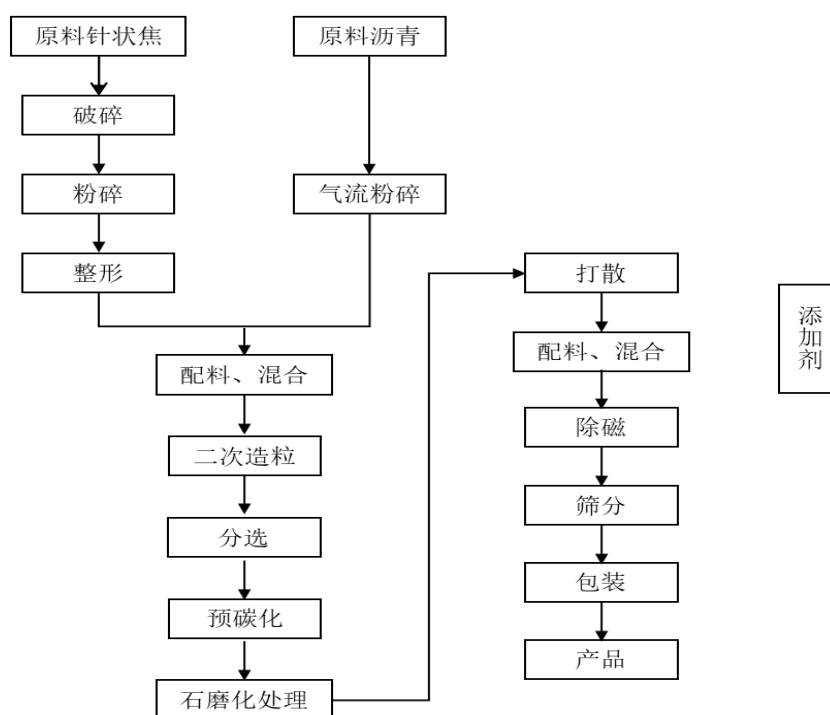 原料针状焦
原料沥青
破碎
粉碎
气流粉碎
整形
配料、混合
二次造粒
分选
预碳化
石磨化处理
打散
配料、混合
除磁
筛分
包装
产品
添
加
剂